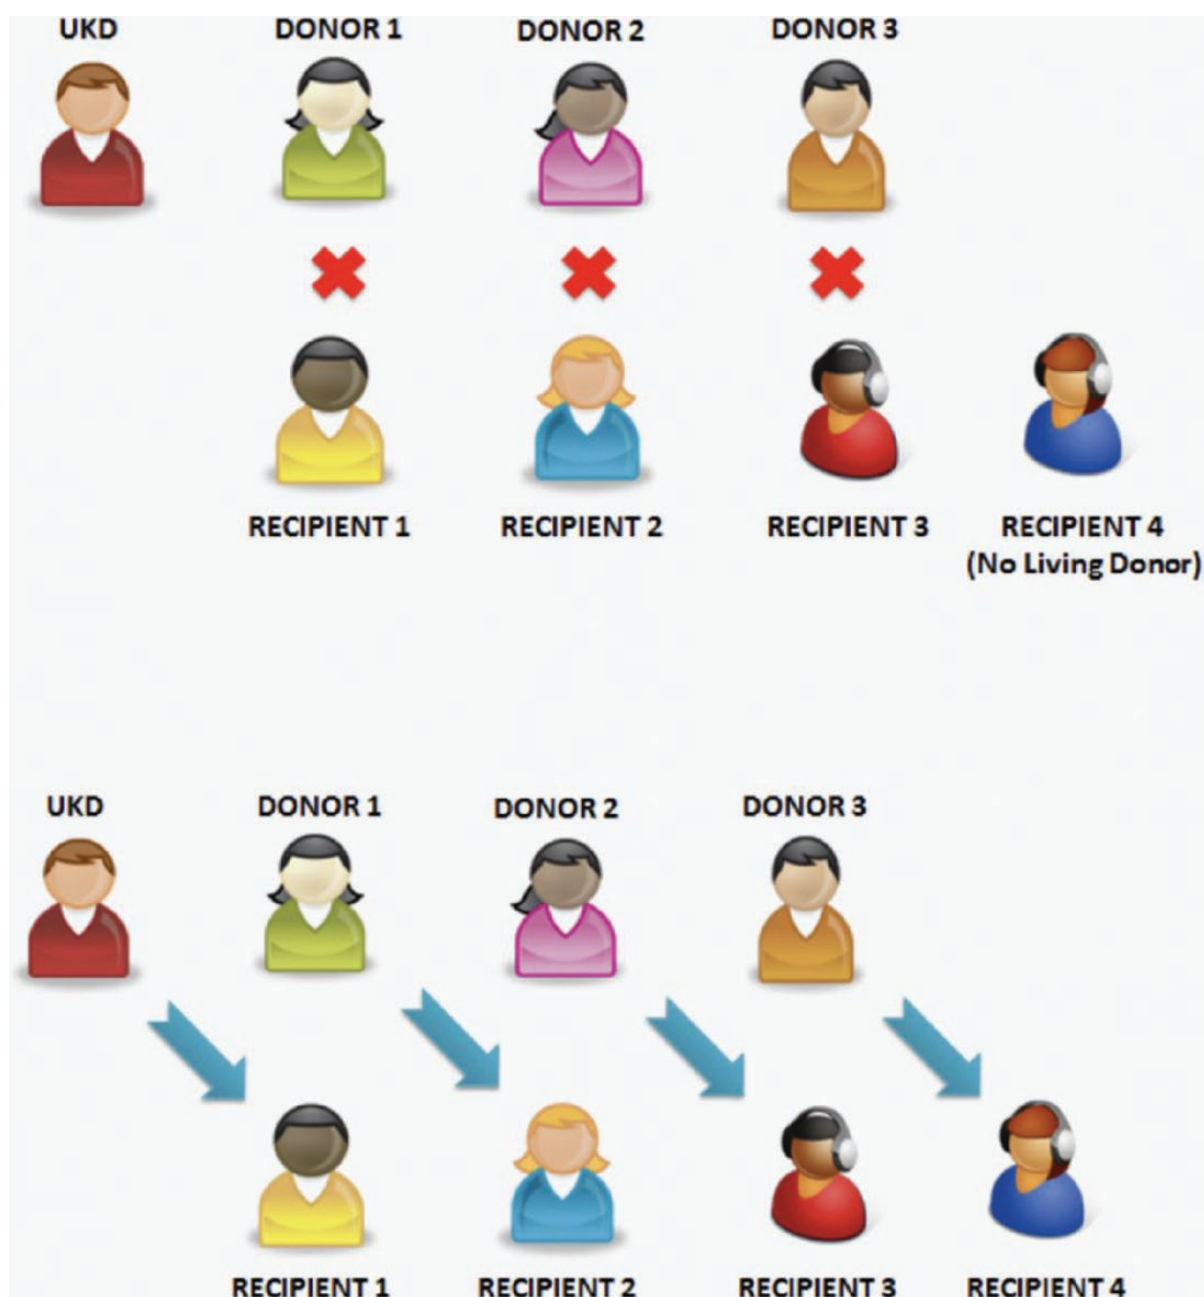 UKD
DONOR 1
DONOR 2
DONOR 3
RECIPIENT 1
RECIPIENT 2
RECIPIENT 3
RECIPIENT 4
(No Living Donor)
UKD
DONOR 1
DONOR 2
DONOR 3
RECIPIENT 1
RECIPIENT 2
RECIPIENT 3
RECIPIENT 4